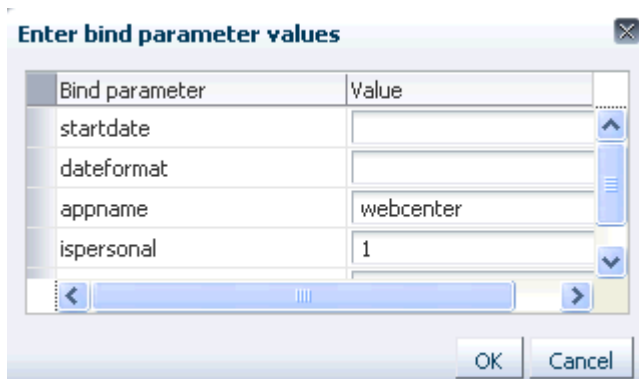 Enter bind parameter values
Bind parameter Value
startdate
dateformat
appname webcenter
ispersonal 1
OK Cancel